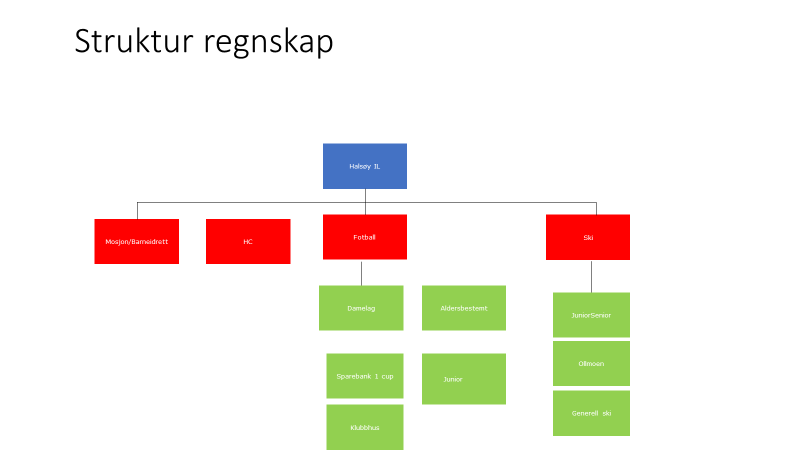 Struktur regnskap
Halsøy IL
Mosjon/Barneidrett
HC
Fotball
Ski
Damelag
Aldersbestemt
JuniorSenior
Sparebank 1 cup
Junior
Ollmoen
Klubbhus
Generell ski